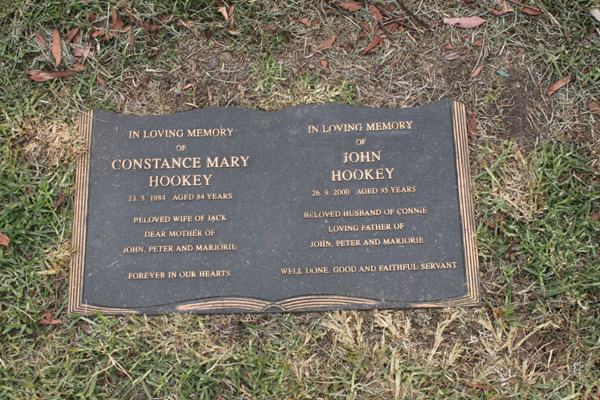 IN LOVING MEMORY
OF
CONSTANCE MARY
HOOKEY
23. 5. 1984 AGED 84 YEARS
BELOVED WIFE OF JACK
DEAR MOTHER OF
JOHN, PETER AND MARJORIE
FOREVER IN OUR HEARTS
IN LOVING MEMORY
OF
JOHN
HOOKEY
26. 9. 2000 AGED 95 YEARS
BELOVED HUSBAND OF CONNIE
LOVING FATHER OF
JOHN, PETER AND MARJORIE
WELL DONE, GOOD AND FAITHFUL SERVANT